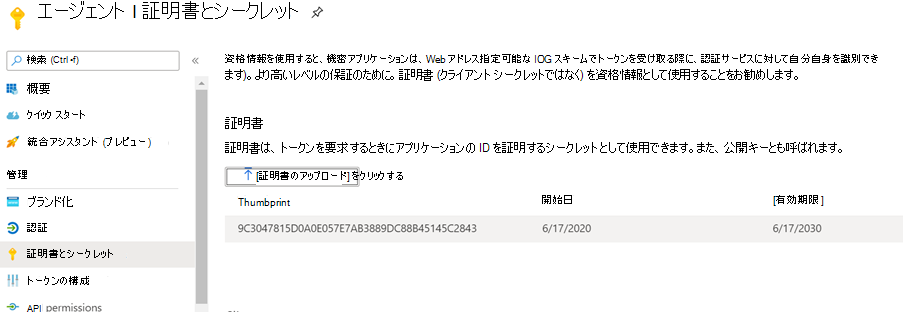 エージェント | 証明書とシークレット
検索 (Ctrl +f)
«
概要
クイック スタート
統合アシスタント (プレビュー)
管理
ブランド化
認証
証明書とシークレット
トークンの構成
API permissions
資格情報を使用すると、機密アプリケーションは、Web アドレス指定可能な IOG スキームでトークンを受け取る際に、認証サービスに対して自分自身を識別でき
ます)。より高いレベルの保証のために。証明書 (クライアント シークレットではなく) を資格情報として使用することをお勧めします。
証明書
証明書は、トークンを要求するときにアプリケーションの ID を証明するシークレットとして使用できます。また、公開キーとも呼ばれます。
[証明書のアップロード]をクリックする
Thumbprint 開始日 [有効期限]
9C3047815D0A0E057E7AB3889DC88B45145C2843 6/17/2020 6/17/2030